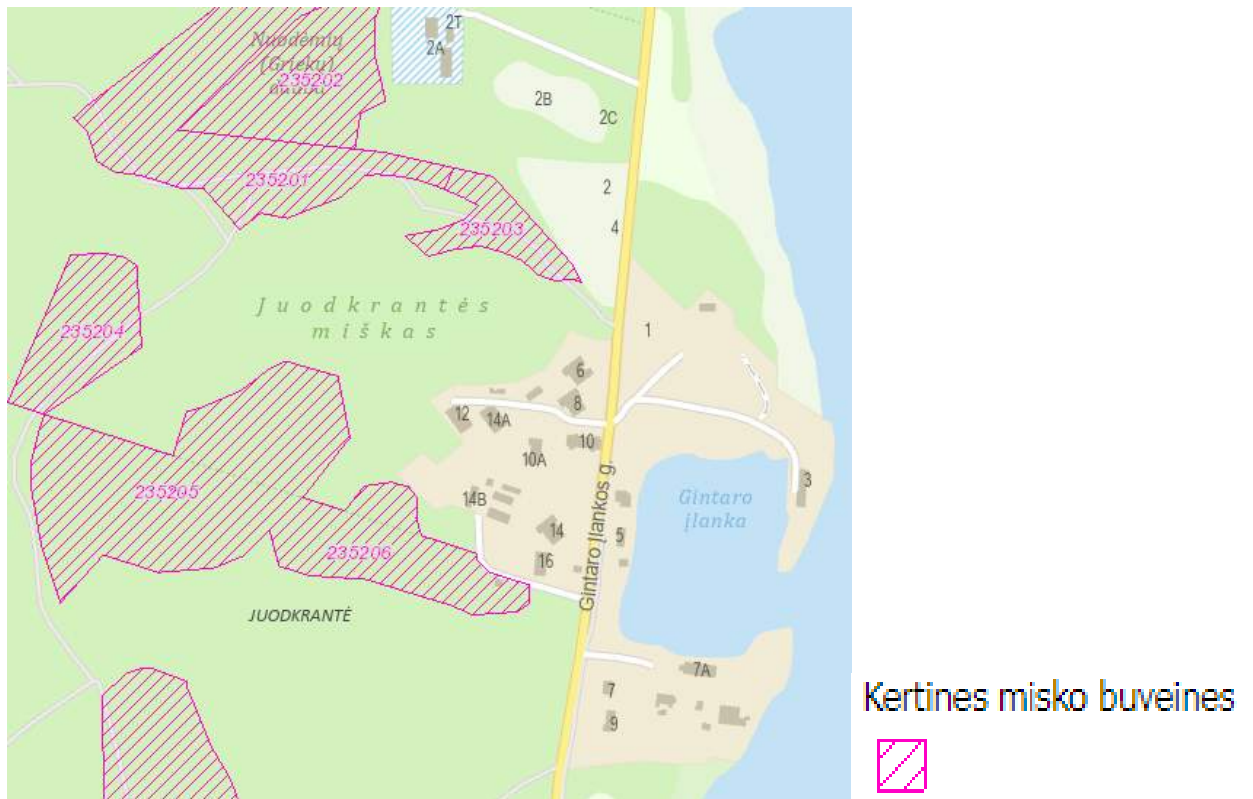 2T
2A
Nuodėmių
(Grieku)
235202
2B
2C
235201
2
4
235203
Juodkrantės
miškas
235204
1
6
8
12
14A
10
10A
235205
14B
3
Gintaro
įlanka
Gintaro įlankos g.
14
5
235206
16
JUODKRANTĖ
7A
7
9
Kertines misko buveines